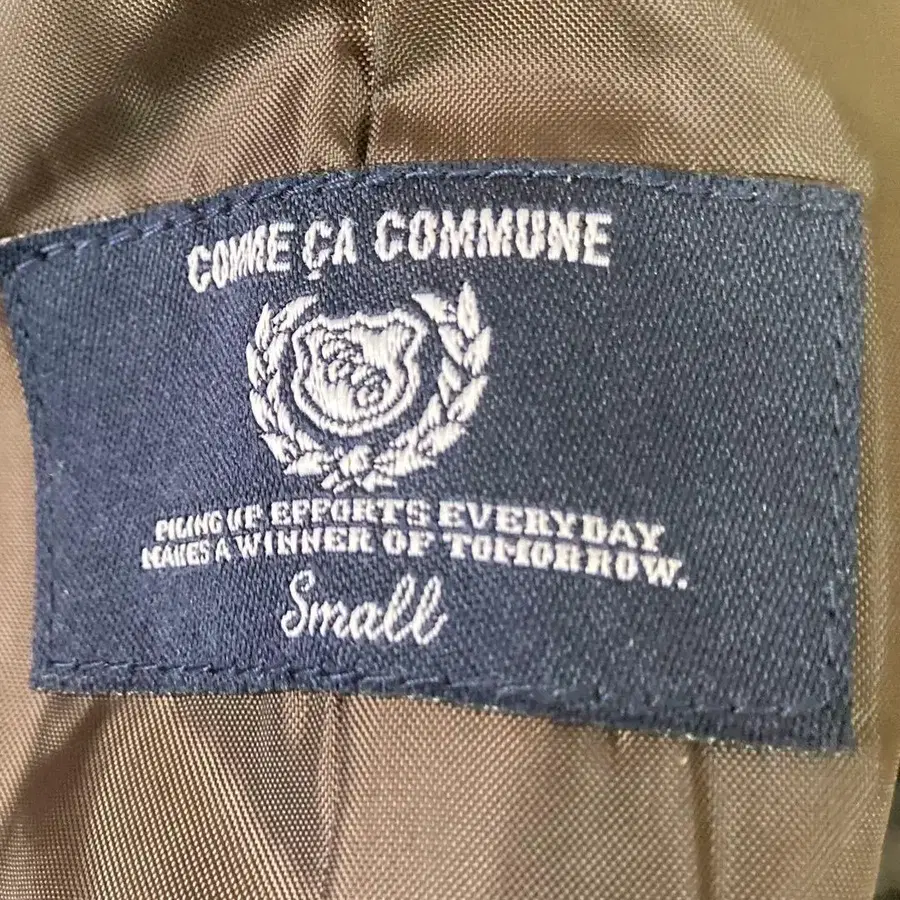 COMME ÇA COMMUNE
PILING UP EFFORTS EVERYDAY
MAKES A WINNER OF TOMORROW.
Small